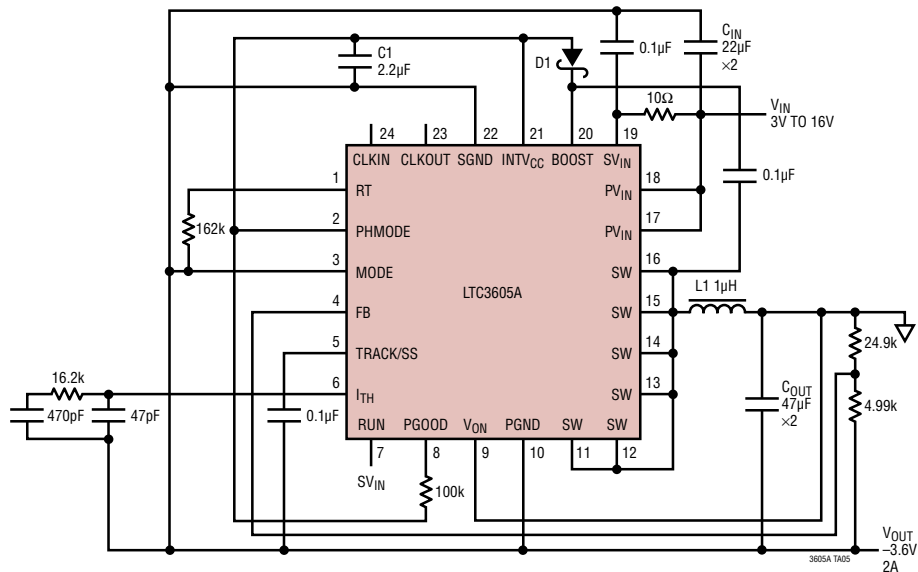 C1
2.2µF
0.1µF
CIN
22µF
×2
D1
10Ω
VIN
3V TO 16V
0.1µF
24
23
22
21
20
19
CLKIN
CLKOUT
SGND
INTVCC
BOOST
SVIN
1
RT
18
PVIN
162k
2
PHMODE
17
PVIN
3
MODE
16
SW
LTC3605A
L1 1µH
4
FB
15
SW
24.9k
5
TRACK/SS
14
SW
16.2k
6
ITH
13
SW
COUT
47µF
×2
4.99k
470pF
47pF
0.1µF
RUN
PGOOD
VON
PGND
SW
SW
7
8
9
10
11
12
SVIN
100k
VOUT
–3.6V
2A
3605A TA05